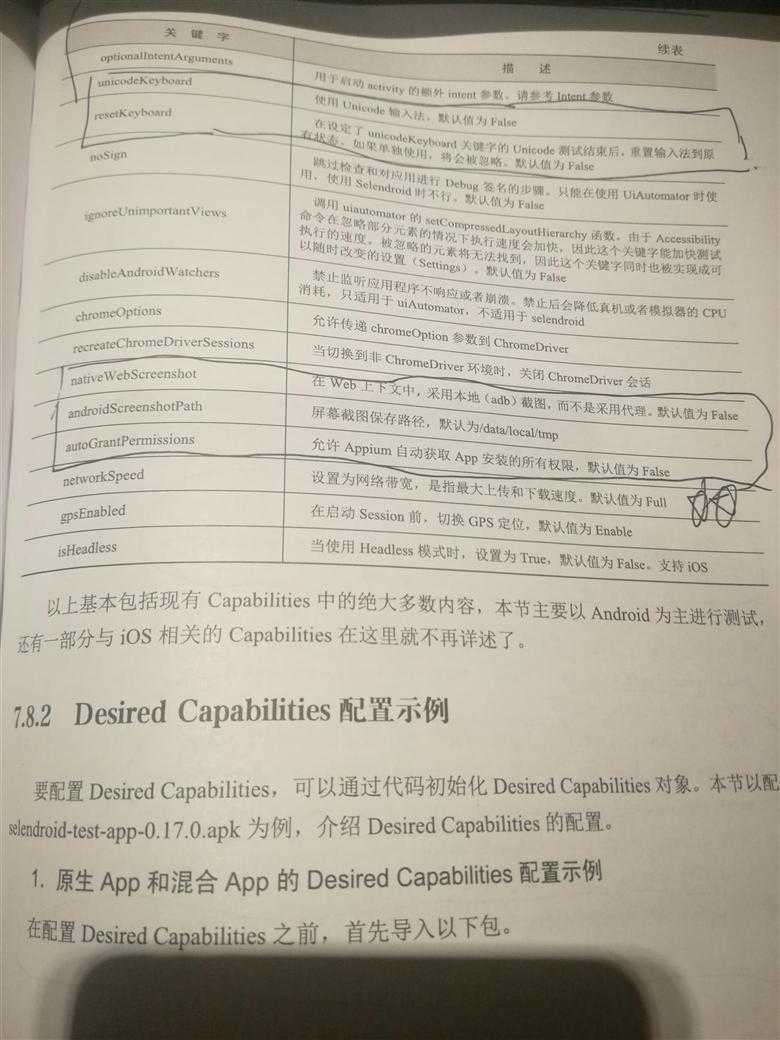 续表
关键字 描述
optionalIntentArguments 用于启动 activity 的额外 intent 参数。请参考 Intent 参数
unicodeKeyboard 使用 Unicode 输入法。默认值为 False
resetKeyboard 在设定了 unicodeKeyboard 关键字的 Unicode 测试结束后，重置输入法到原
有状态。如果单独使用，将会被忽略。默认值为 False
noSign 跳过检查和对应用进行 Debug 签名的步骤。只能在使用 UiAutomator 时使
用，使用 Selendroid 时不行。默认值为 False
ignoreUnimportantViews 调用 uiautomator 的 setCompressedLayoutHierarchy 函数。由于 Accessibility
命令在忽略部分元素的情况下执行速度会加快，因此这个关键字能加快测试
执行的速度。被忽略的元素将无法找到，因此这个关键字同时也被实现成可
以随时改变的设置（Settings）。默认值为 False
disableAndroidWatchers 禁止监听应用程序不响应或者崩溃。禁止后会降低真机或者模拟器的 CPU
消耗，只适用于 uiAutomator，不适用于 selendroid
chromeOptions 允许传递 chromeOption 参数到 ChromeDriver
recreateChromeDriverSessions 当切换到非 ChromeDriver 环境时，关闭 ChromeDriver 会话
nativeWebScreenshot 在 Web 上下文中，采用本地（adb）截图，而不是采用代理。默认值为 False
androidScreenshotPath 屏幕截图保存路径，默认为/data/local/tmp
autoGrantPermissions 允许 Appium 自动获取 App 安装的所有权限，默认值为 False
networkSpeed 设置为网络带宽，是指最大上传和下载速度。默认值为 Full
gpsEnabled 在启动 Session 前，切换 GPS 定位，默认值为 Enable
isHeadless 当使用 Headless 模式时，设置为 True，默认值为 False。支持 iOS
以上基本包括现有 Capabilities 中的绝大多数内容，本节主要以 Android 为主进行测试，
还有一部分与 iOS 相关的 Capabilities 在这里就不再详述了。
7.8.2 Desired Capabilities 配置示例
要配置 Desired Capabilities，可以通过代码初始化 Desired Capabilities 对象。本节以配
selendroid-test-app-0.17.0.apk 为例，介绍 Desired Capabilities 的配置。
1. 原生 App 和混合 App 的 Desired Capabilities 配置示例
在配置 Desired Capabilities 之前，首先导入以下包。